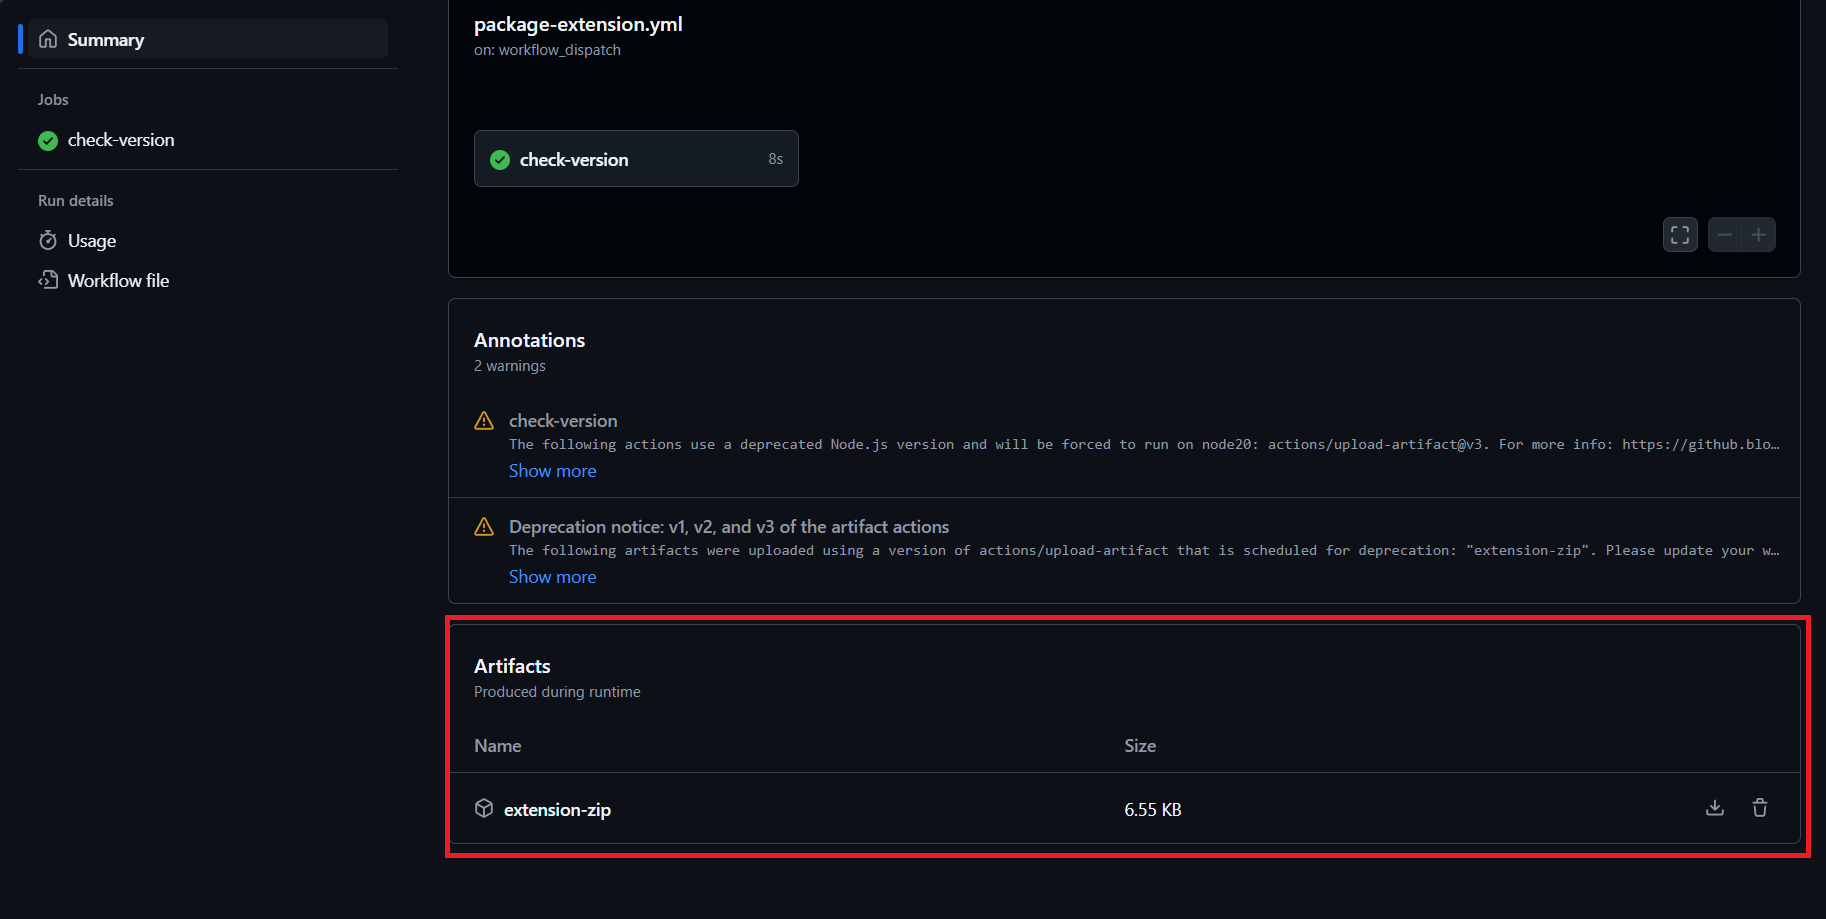 Summary
Jobs
check-version
Run details
Usage
Workflow file
package-extension.yml
on: workflow_dispatch
check-version 8s
Annotations
2 warnings
check-version
The following actions use a deprecated Node.js version and will be forced to run on node20: actions/upload-artifact@v3. For more info: https://github.blo…
Show more
Deprecation notice: v1, v2, and v3 of the artifact actions
The following artifacts were uploaded using a version of actions/upload-artifact that is scheduled for deprecation: "extension-zip". Please update your w…
Show more
Artifacts
Produced during runtime
Name Size
extension-zip 6.55 KB